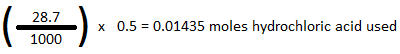 (28.7/1000) x 0.5 = 0.01435 moles hydrochloric acid used